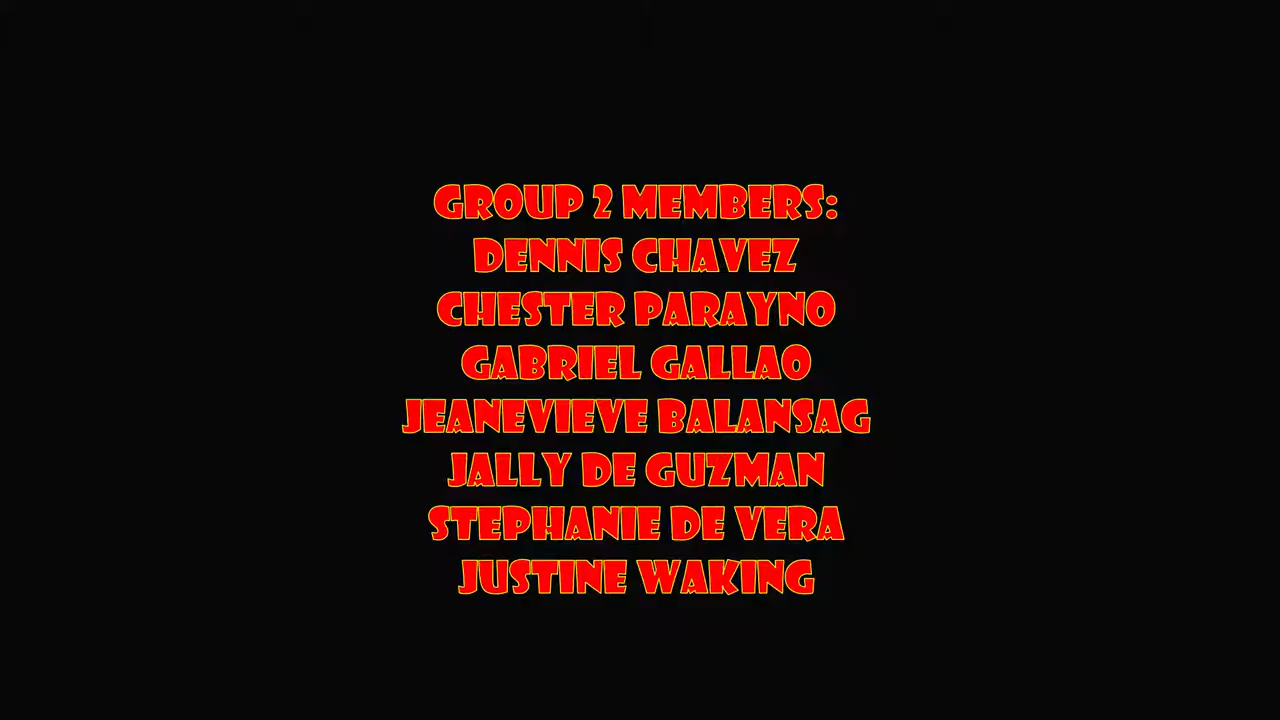 GROUP 2 MEMBERS:
DENNIS CHAVEZ
CHESTER PARAYNO
GABRIEL GALLAO
JEANEVIEVE BALANSAG
JALLY DE GUZMAN
STEPHANIE DE VERA
JUSTINE WAKING